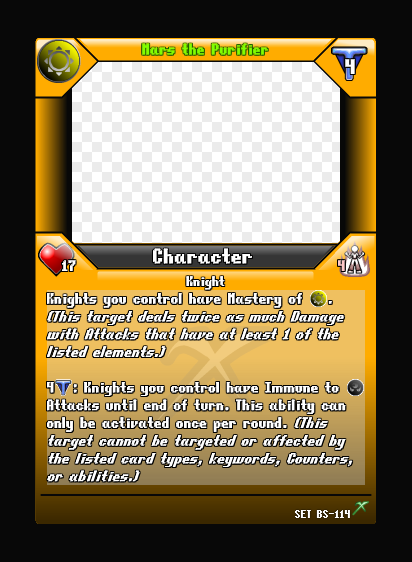 Mars the Purifier
4
17
Character
4
Knight
Knights you control have Mastery of .
(This target deals twice as much Damage
with Attacks that have at least 1 of the
listed elements.)
4: Knights you control have Immune to
Attacks until end of turn. This ability can
only be activated once per round. (This
target cannot be targeted or affected by
the listed card types, keywords, Counters,
or abilities.)
SET BS-114